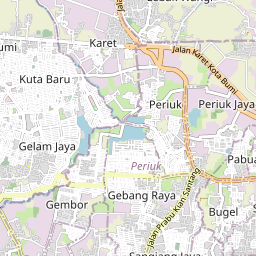 Karet
Jalan Karet Kota Bumi
Bumi
Kuta Baru
Periuk
Periuk Jaya
Gelam Jaya
Periuk
Gebang Raya
Gembor
Bugel
Jalan Prabu Kian Santang